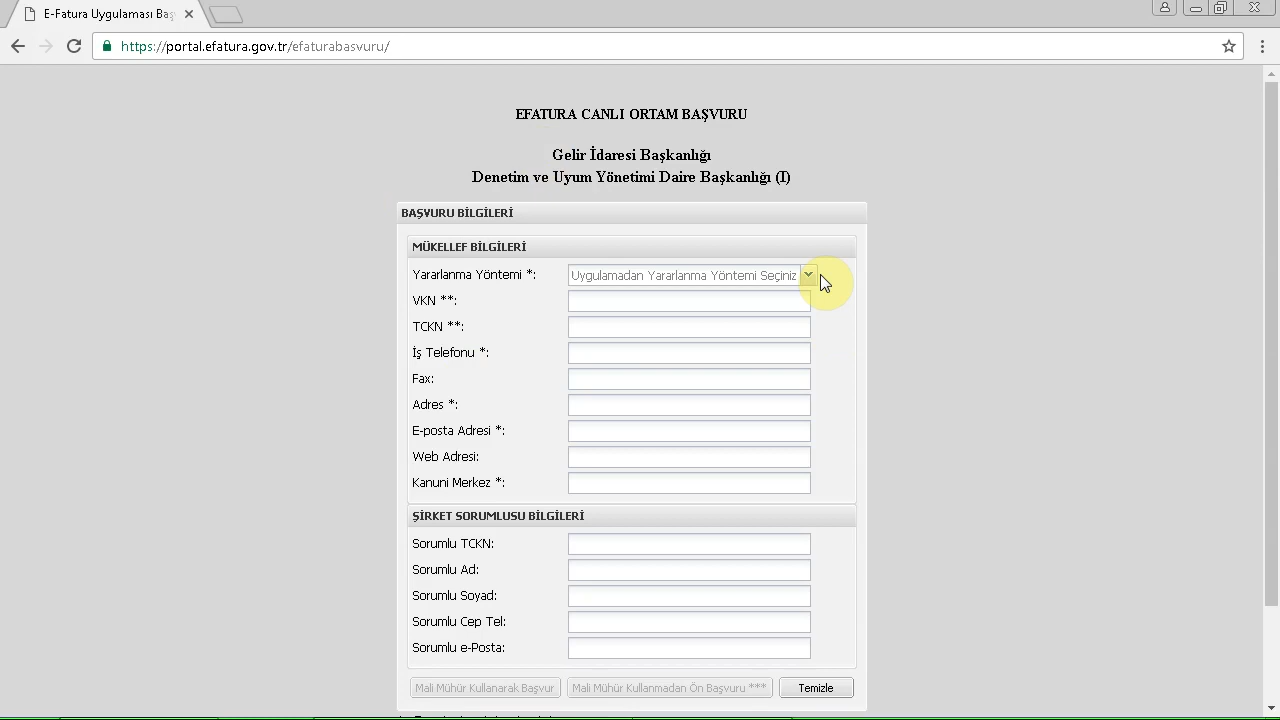 E-Fatura Uygulaması Baş
https://portal.efatura.gov.tr/efaturabasvuru/
EFATURA CANLI ORTAM BAŞVURU
Gelir İdaresi Başkanlığı
Denetim ve Uyum Yönetimi Daire Başkanlığı (I)
BAŞVURU BİLGİLERİ
MÜKELLEF BİLGİLERİ
Yararlanma Yöntemi *: Uygulamadan Yararlanma Yöntemi Seçiniz
VKN **:
TCKN **:
İş Telefonu *:
Fax:
Adres *:
E-posta Adresi *:
Web Adresi:
Kanuni Merkez *:
ŞİRKET SORUMLUSU BİLGİLERİ
Sorumlu TCKN:
Sorumlu Ad:
Sorumlu Soyad:
Sorumlu Cep Tel:
Sorumlu e-Posta:
Mali Mühür Kullanarak Başvur Mali Mühür Kullanmadan Ön Başvuru *** Temizle